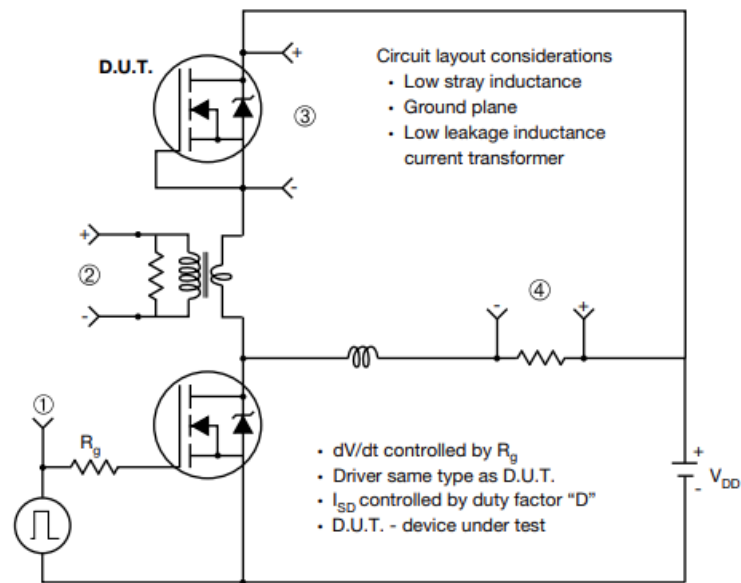 D.U.T.
+
③
-
Circuit layout considerations
• Low stray inductance
• Ground plane
• Low leakage inductance
current transformer
+
②
-
④
- +
①
Rg
• dV/dt controlled by Rg
• Driver same type as D.U.T.
• ISD controlled by duty factor “D”
• D.U.T. - device under test
+
VDD
-